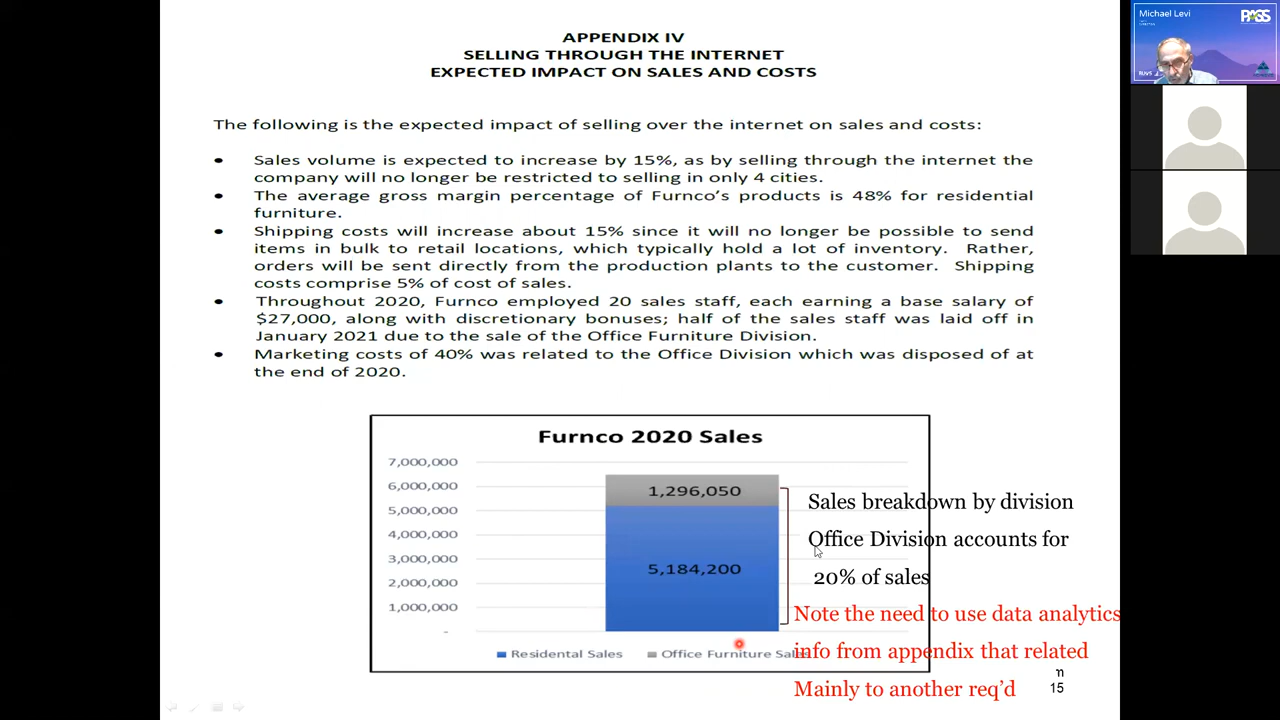 APPENDIX IV
SELLING THROUGH THE INTERNET
EXPECTED IMPACT ON SALES AND COSTS
The following is the expected impact of selling over the internet on sales and costs:
• Sales volume is expected to increase by 15%, as by selling through the internet the
company will no longer be restricted to selling in only 4 cities.
• The average gross margin percentage of Furnco's products is 48% for residential
furniture.
• Shipping costs will increase about 15% since it will no longer be possible to send
items in bulk to retail locations, which typically hold a lot of inventory. Rather,
orders will be sent directly from the production plants to the customer. Shipping
costs comprise 5% of cost of sales.
• Throughout 2020, Furnco employed 20 sales staff, each earning a base salary of
$27,000, along with discretionary bonuses; half of the sales staff was laid off in
January 2021 due to the sale of the Office Furniture Division.
• Marketing costs of 40% was related to the Office Division which was disposed of at
the end of 2020.
Furnco 2020 Sales
7,000,000
6,000,000
5,000,000
4,000,000
3,000,000
2,000,000
1,000,000
-
1,296,050
5,184,200
Residental Sales
Office Furniture Sales
Sales breakdown by division
Office Division accounts for
20% of sales
Note the need to use data analytics
info from appendix that related
Mainly to another req'd
15
Michael Levi
PASS